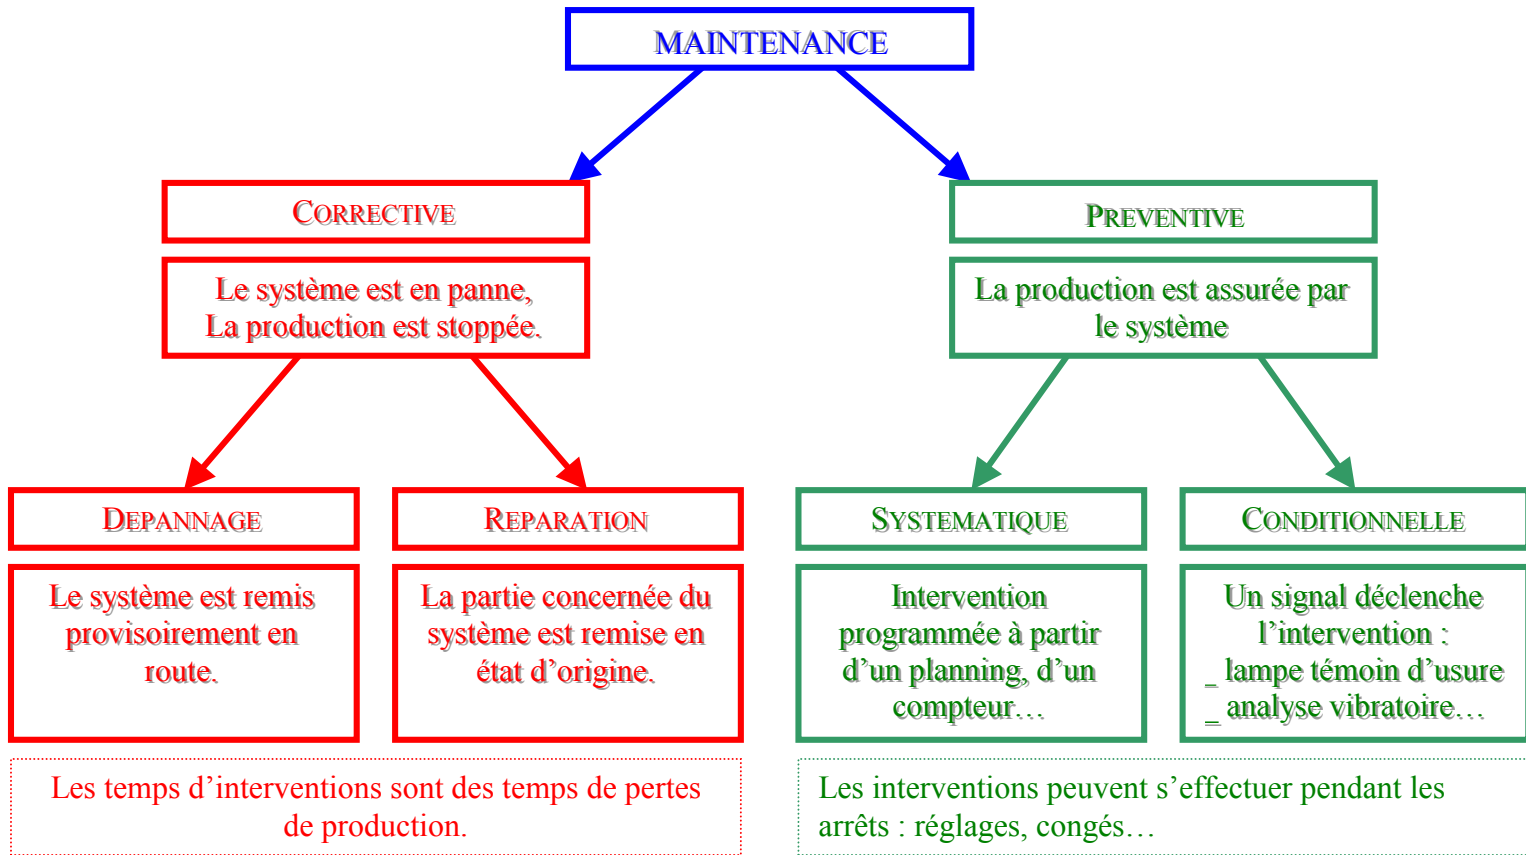 MAINTENANCE
CORRECTIVE
PREVENTIVE
Le système est en panne,
La production est stoppée.
La production est assurée par
le système
DEPANNAGE
REPARATION
SYSTEMATIQUE
CONDITIONNELLE
Le système est remis
provisoirement en
route.
La partie concernée du
système est remise en
état d’origine.
Intervention
programmée à partir
d’un planning, d’un
compteur…
Un signal déclenche
l’intervention :
_ lampe témoin d’usure
_ analyse vibratoire…
Les temps d’interventions sont des temps de pertes
de production.
Les interventions peuvent s’effectuer pendant les
arrêts : réglages, congés…